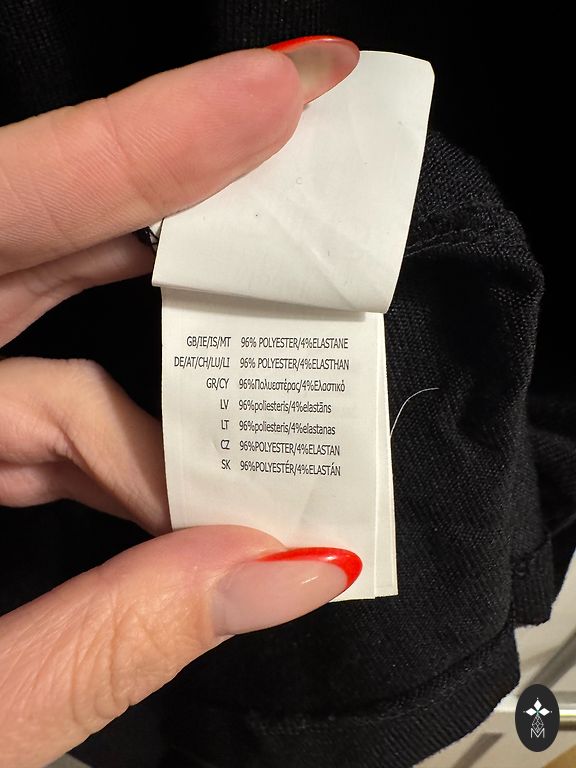 GB/IE/IS/MT 96% POLYESTER/4%ELASTANE
DE/AT/CH/LU/LI 96% POLYESTER/4%ELASTHAN
GR/CY 96%Πολυεστέρας/4%Ελαστικό
LV 96%poliesteris/4%elastāns
LT 96%poliesteris/4%elastanas
CZ 96%POLYESTER/4%ELASTAN
SK 96%POLYESTÉR/4%ELASTÁN
M